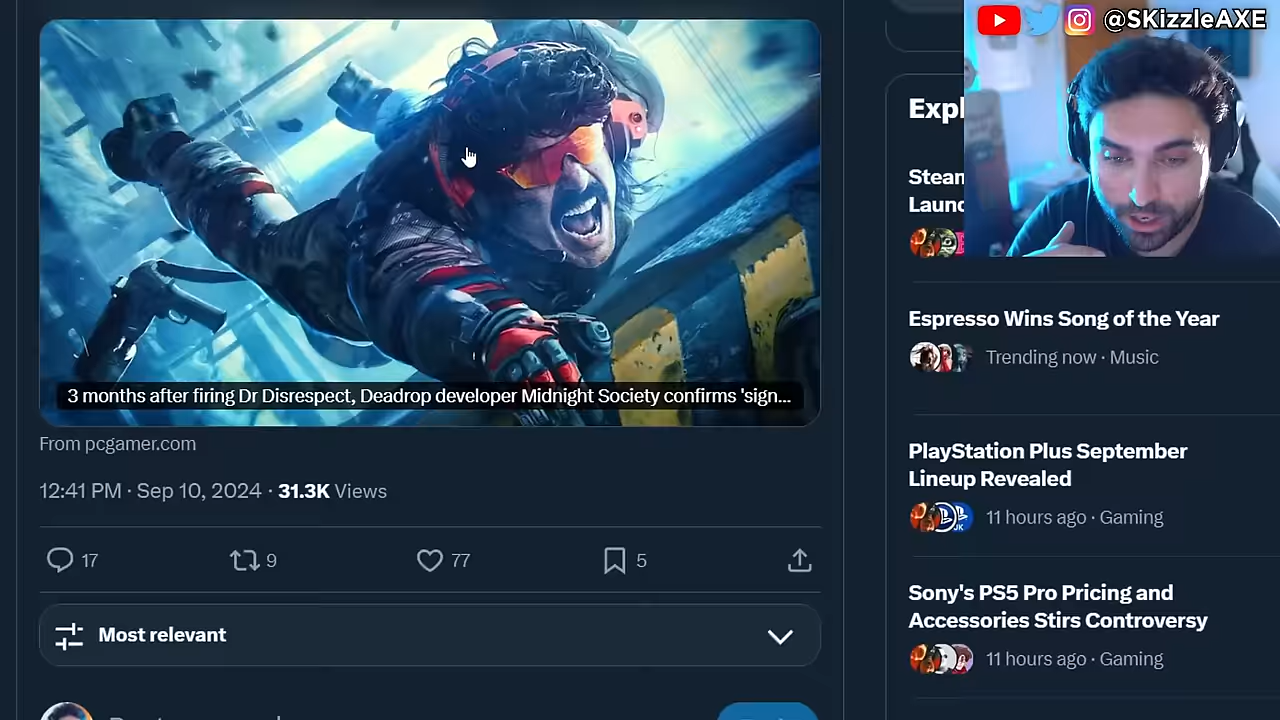 @SKizzleAXE
3 months after firing Dr Disrespect, Deadrop developer Midnight Society confirms 'sign...
From pcgamer.com
12:41 PM · Sep 10, 2024 · 31.3K Views
17
9
77
5
Most relevant
Expl
Steam
Launc
Espresso Wins Song of the Year
Trending now · Music
PlayStation Plus September
Lineup Revealed
11 hours ago · Gaming
Sony's PS5 Pro Pricing and
Accessories Stirs Controversy
11 hours ago · Gaming